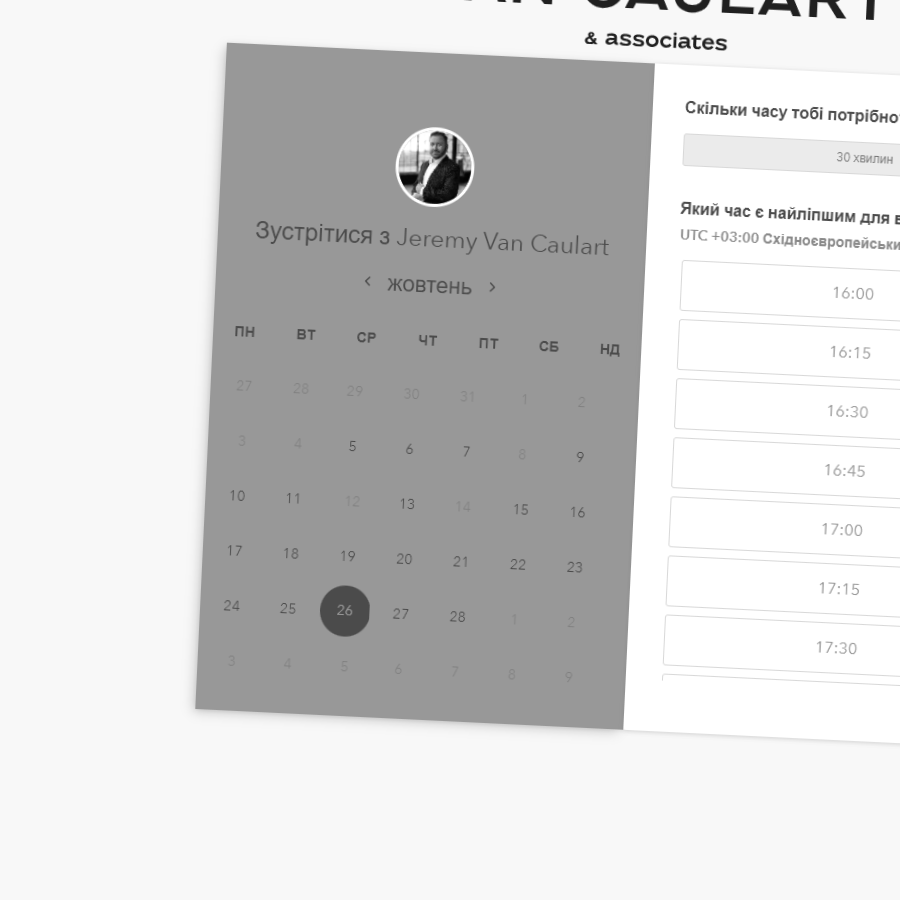 & associates
Скільки часу тобі потрібно
30 хвилин
Зустрітися з Jeremy Van Caulart
Який час є найліпшим для
UTC +03:00
жовтень
16:00
ПН ВТ СР ЧТ ПТ СБ НД
16:15
27 28 29 30 31 1 2
16:30
3 4 5 6 7 8 9
16:45
10 11 12 13 14 15 16
17:00
17 18 19 20 21 22 23
17:15
24 25 26 27 28 1 2
17:30
3 4 5 6 7 8 9